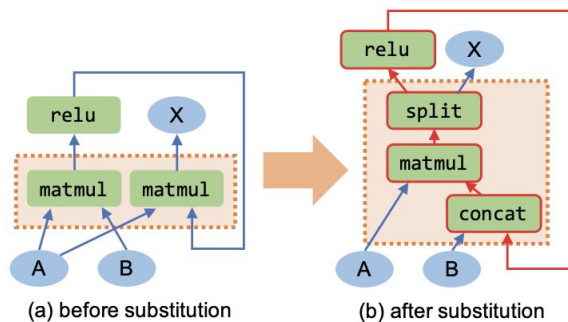 relu
X
matmul
matmul
A
B
(a) before substitution
relu
X
split
matmul
concat
A
B
(b) after substitution